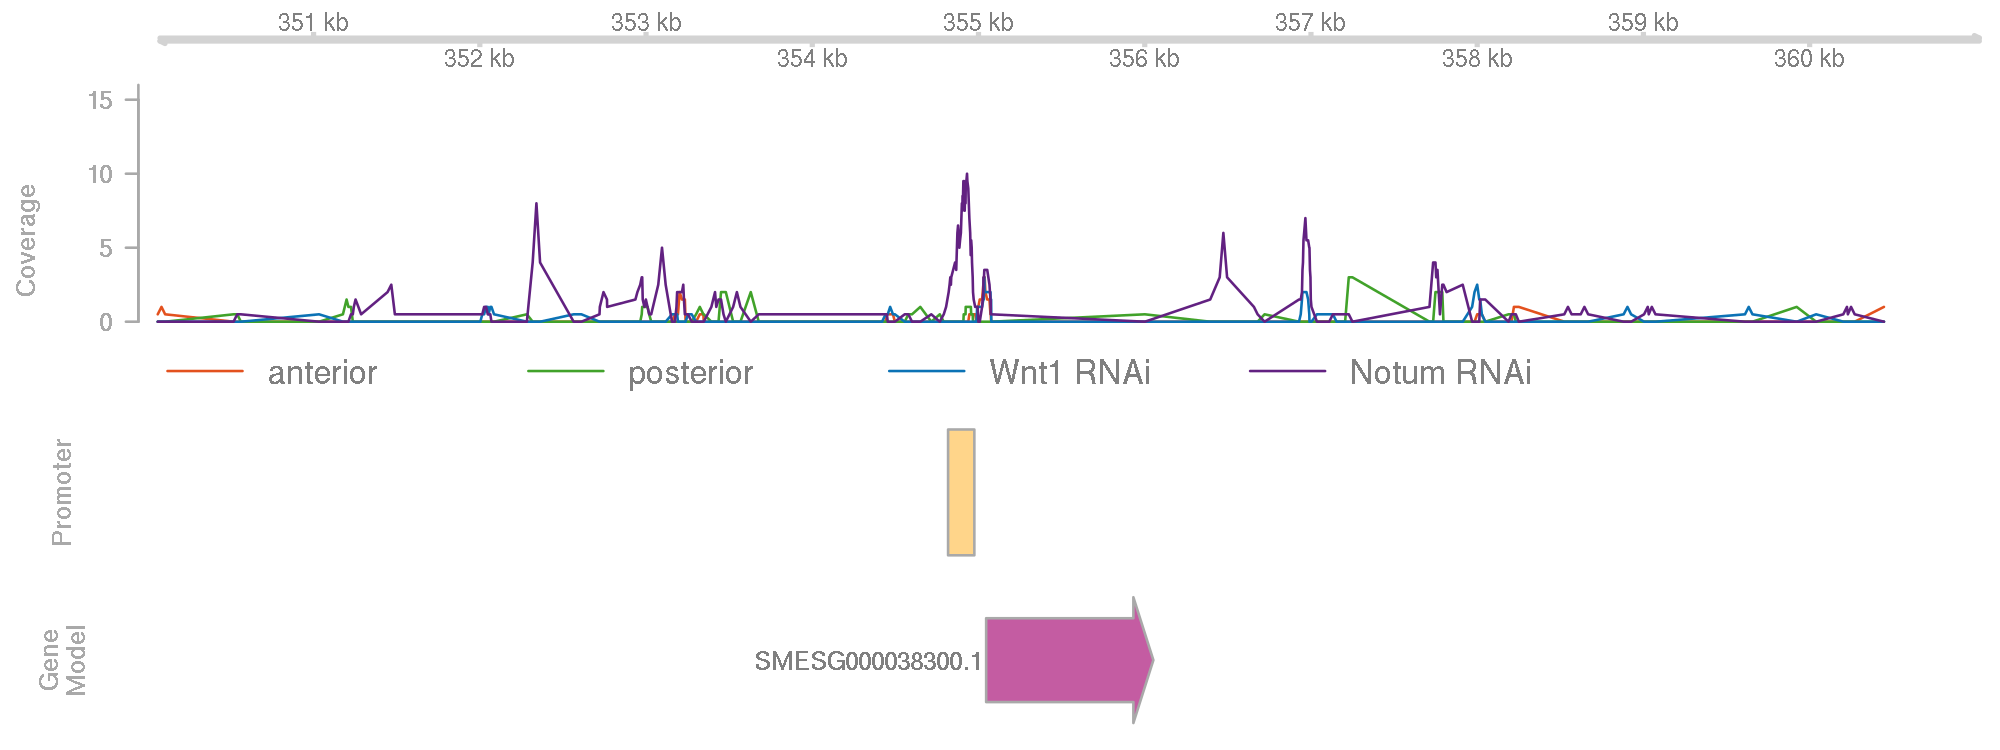 351 kb 353 kb 355 kb 357 kb 359 kb
352 kb 354 kb 356 kb 358 kb 360 kb
15
10
5
0
Coverage
anterior posterior Wnt1 RNAi Notum RNAi
Promoter
Gene
Model
SMESG000038300.1